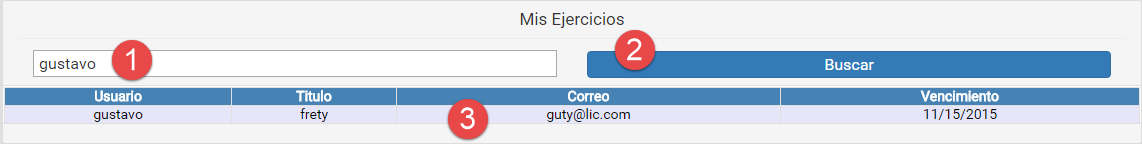 Mis Ejercicios
gustavo 1 2 Buscar
Usuario Titulo Correo Vencimiento
gustavo frety 3 guty@lic.com 11/15/2015